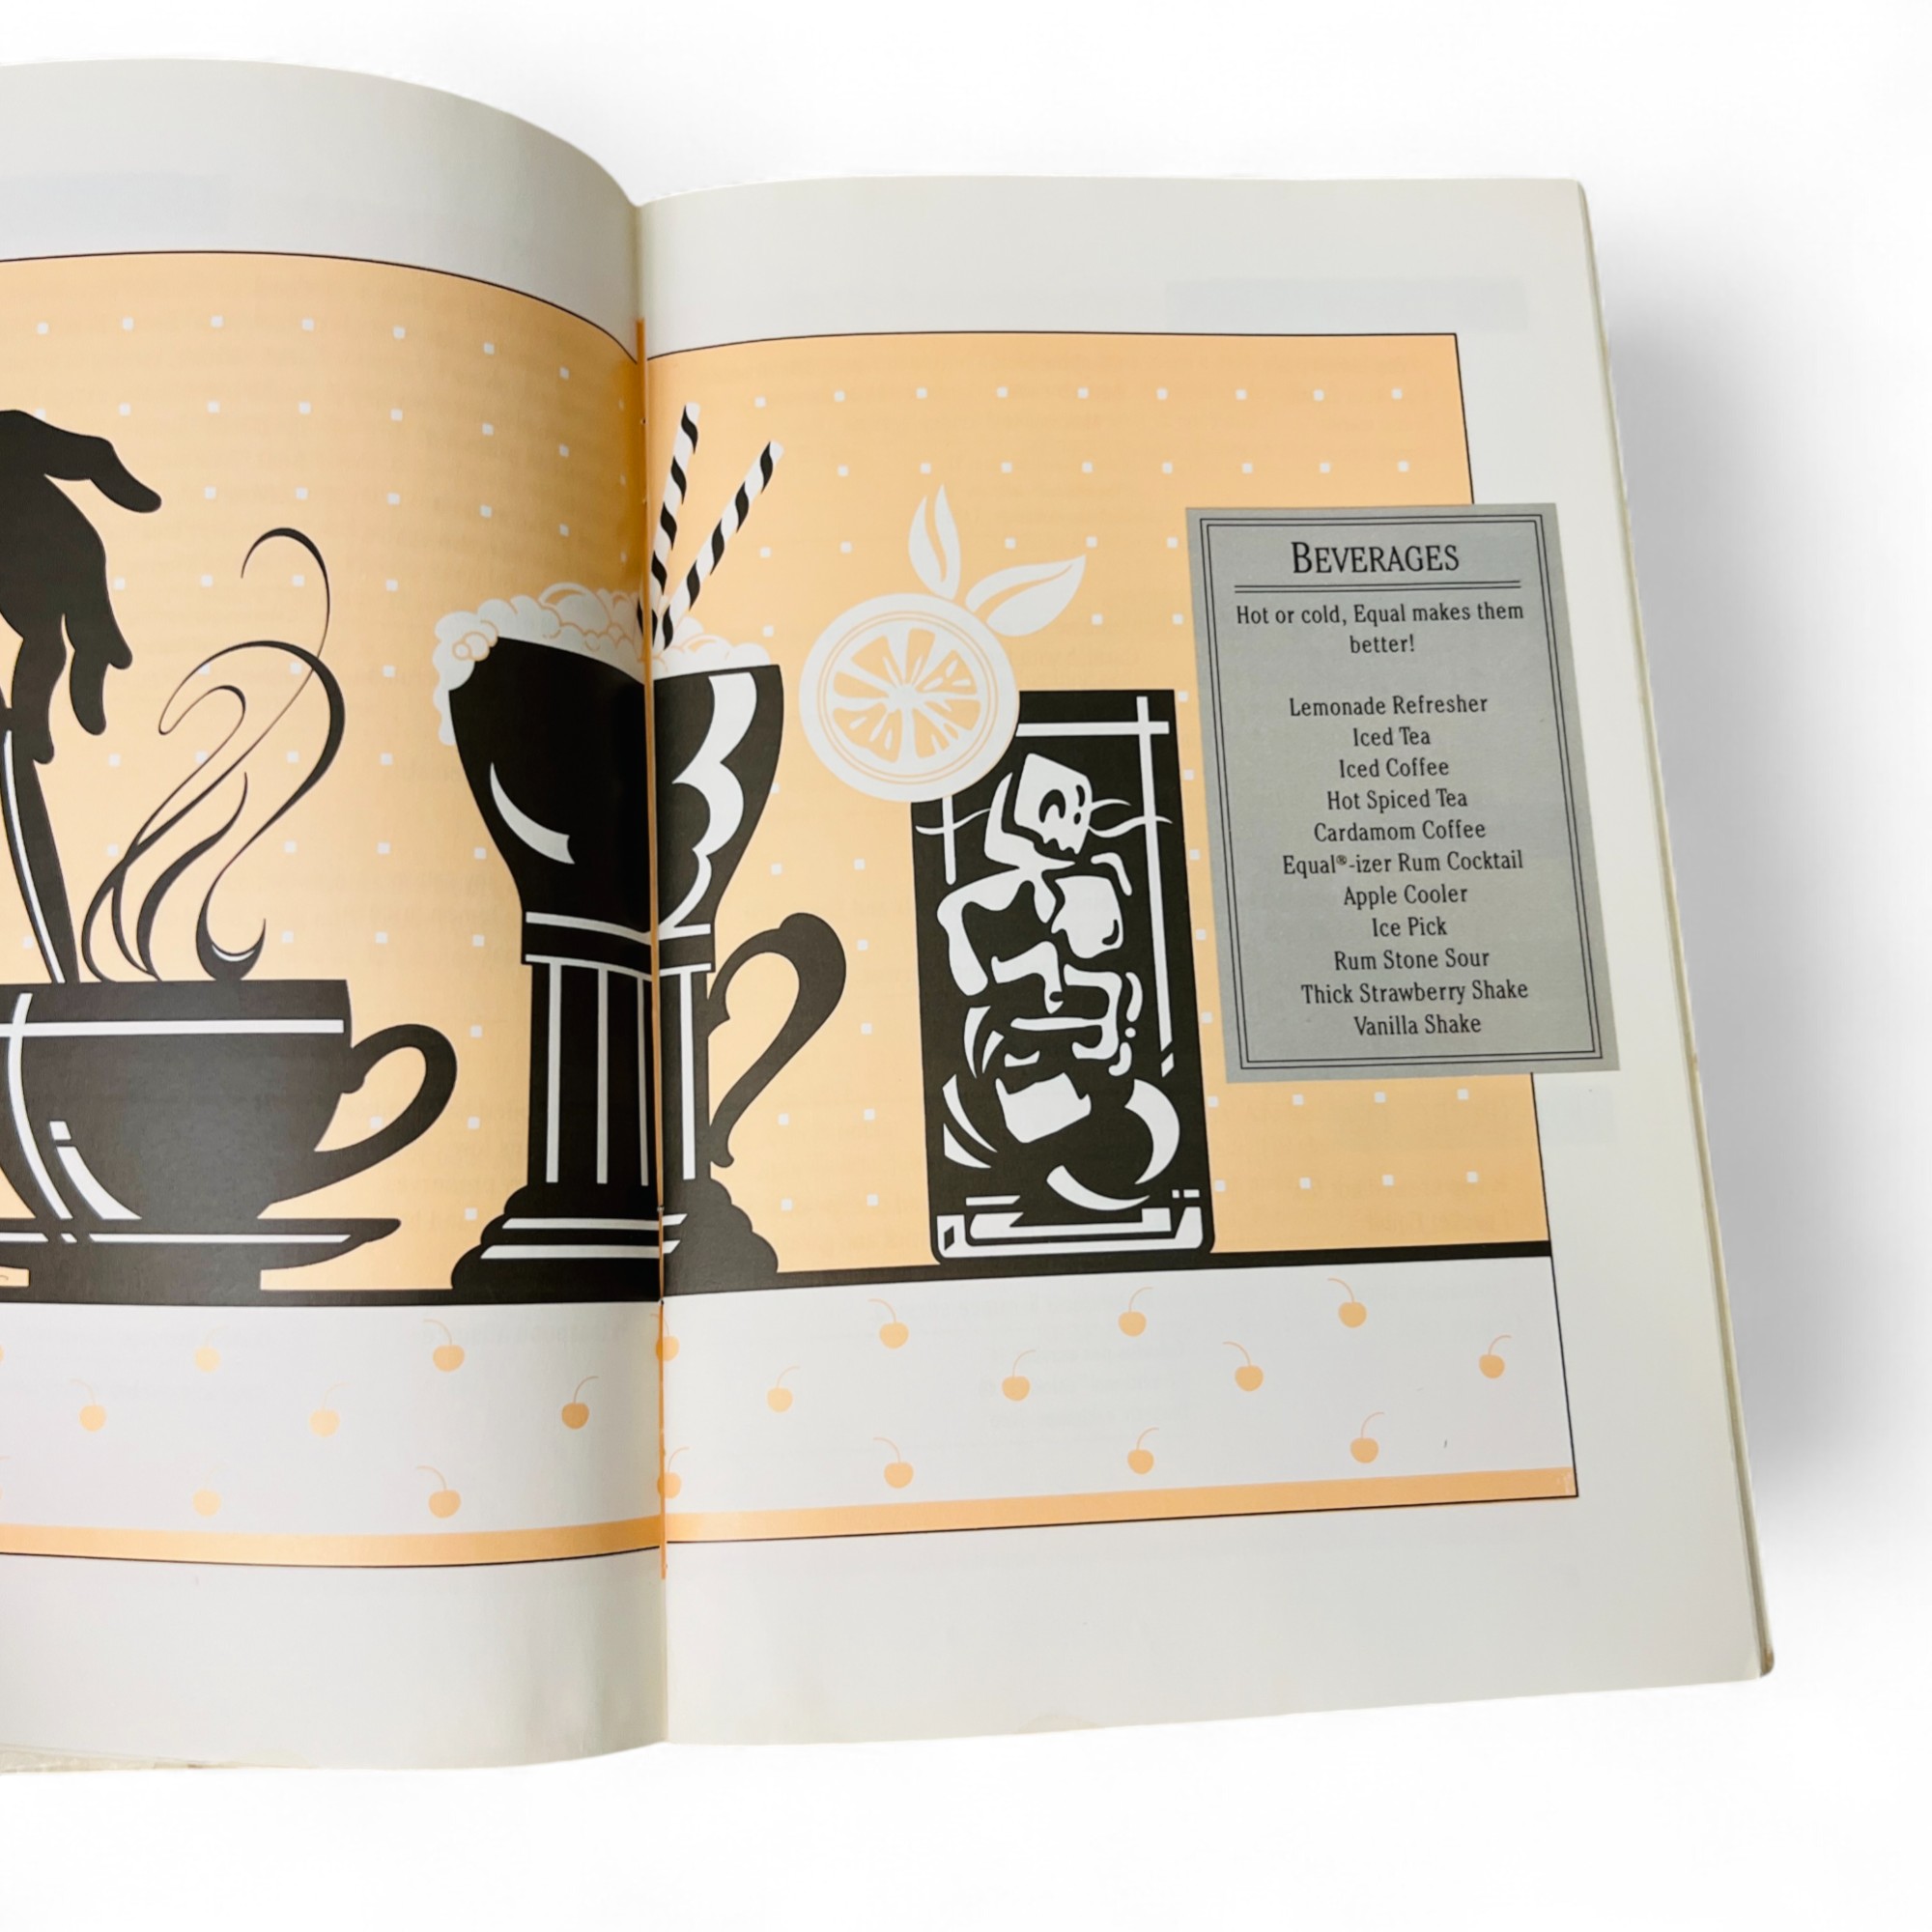 BEVERAGES
Hot or cold, Equal makes them
better!
Lemonade Refresher
Iced Tea
Iced Coffee
Hot Spiced Tea
Cardamom Coffee
Equal®-izer Rum Cocktail
Apple Cooler
Ice Pick
Rum Stone Sour
Thick Strawberry Shake
Vanilla Shake